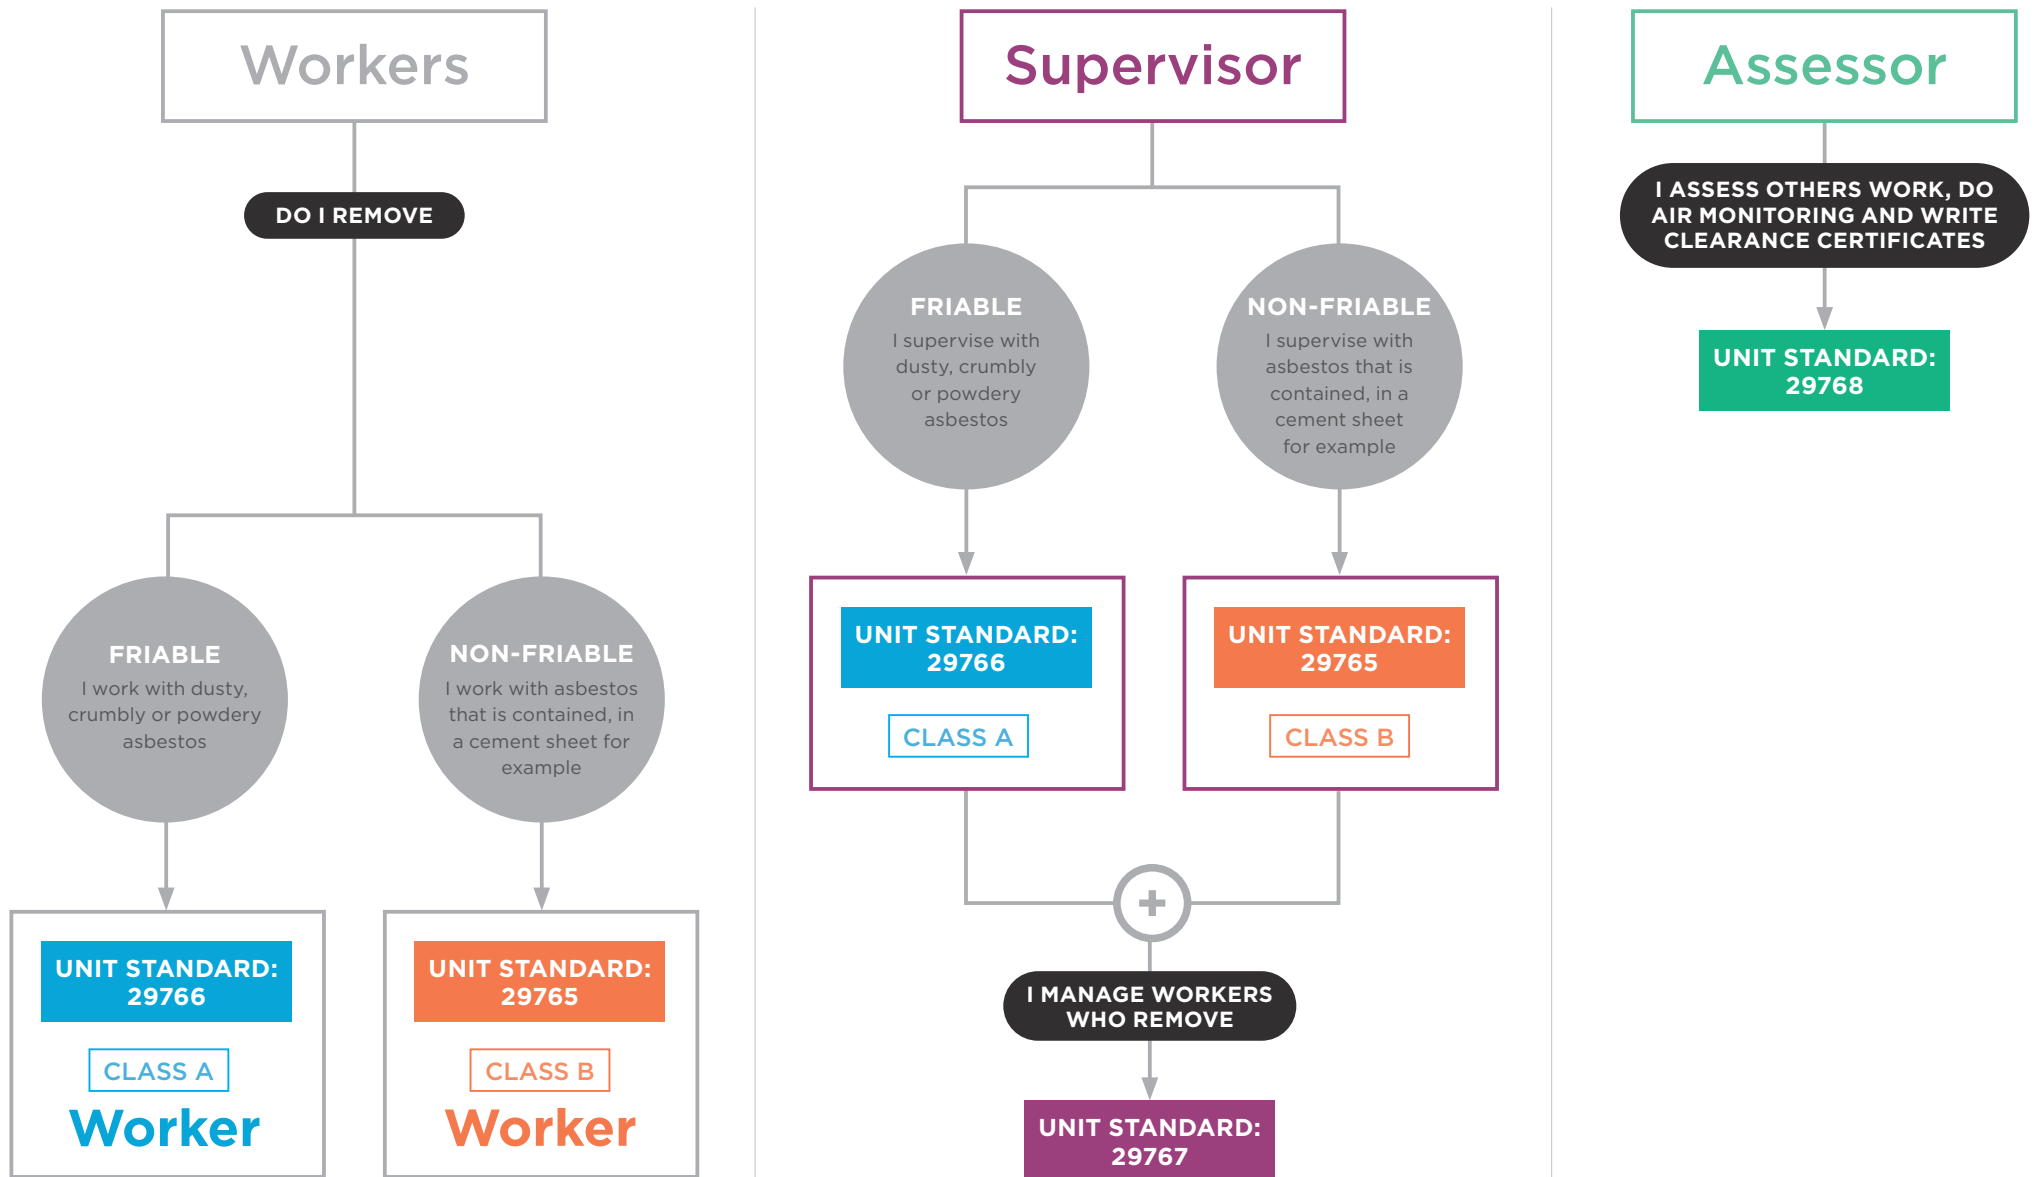 Workers
DO I REMOVE
FRIABLE
I work with dusty,
crumbly or powdery
asbestos
NON-FRIABLE
I work with asbestos
that is contained, in
a cement sheet for
example
UNIT STANDARD:
29766
CLASS A
Worker
UNIT STANDARD:
29765
CLASS B
Worker
Supervisor
FRIABLE
I supervise with
dusty, crumbly
or powdery
asbestos
NON-FRIABLE
I supervise with
asbestos that is
contained, in a
cement sheet
for example
UNIT STANDARD:
29766
CLASS A
UNIT STANDARD:
29765
CLASS B
+
I MANAGE WORKERS
WHO REMOVE
UNIT STANDARD:
29767
Assessor
I ASSESS OTHERS WORK, DO
AIR MONITORING AND WRITE
CLEARANCE CERTIFICATES
UNIT STANDARD:
29768